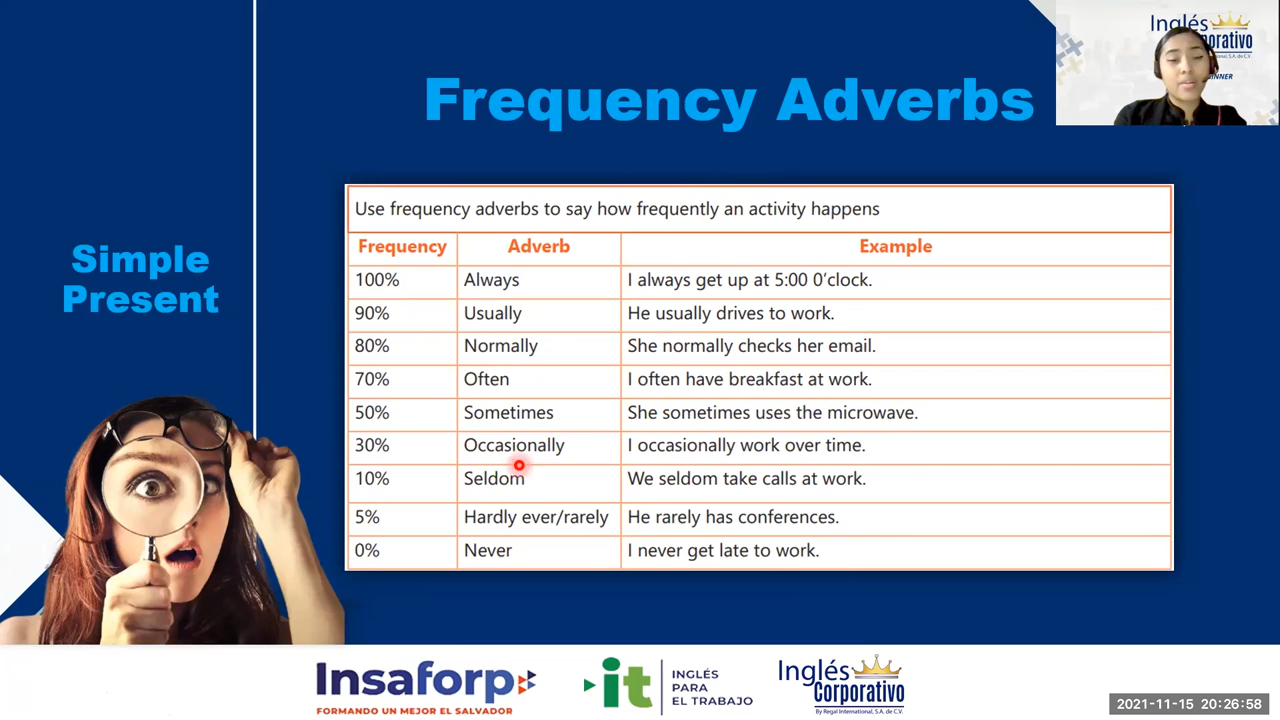 Inglés
Corporativo
Frequency Adverbs
Simple
Present
Use frequency adverbs to say how frequently an activity happens
Frequency Adverb Example
100% Always I always get up at 5:00 0'clock.
90% Usually He usually drives to work.
80% Normally She normally checks her email.
70% Often I often have breakfast at work.
50% Sometimes She sometimes uses the microwave.
30% Occasionally I occasionally work over time.
10% Seldom We seldom take calls at work.
5% Hardly ever/rarely He rarely has conferences.
0% Never I never get late to work.
Insaforp
FORMANDO UN MEJOR EL SALVADOR
it
INGLÉS
PARA
EL TRABAJO
Inglés
Corporativo
By Regal International, S.A. de C.V.
2021-11-15 20:26:58